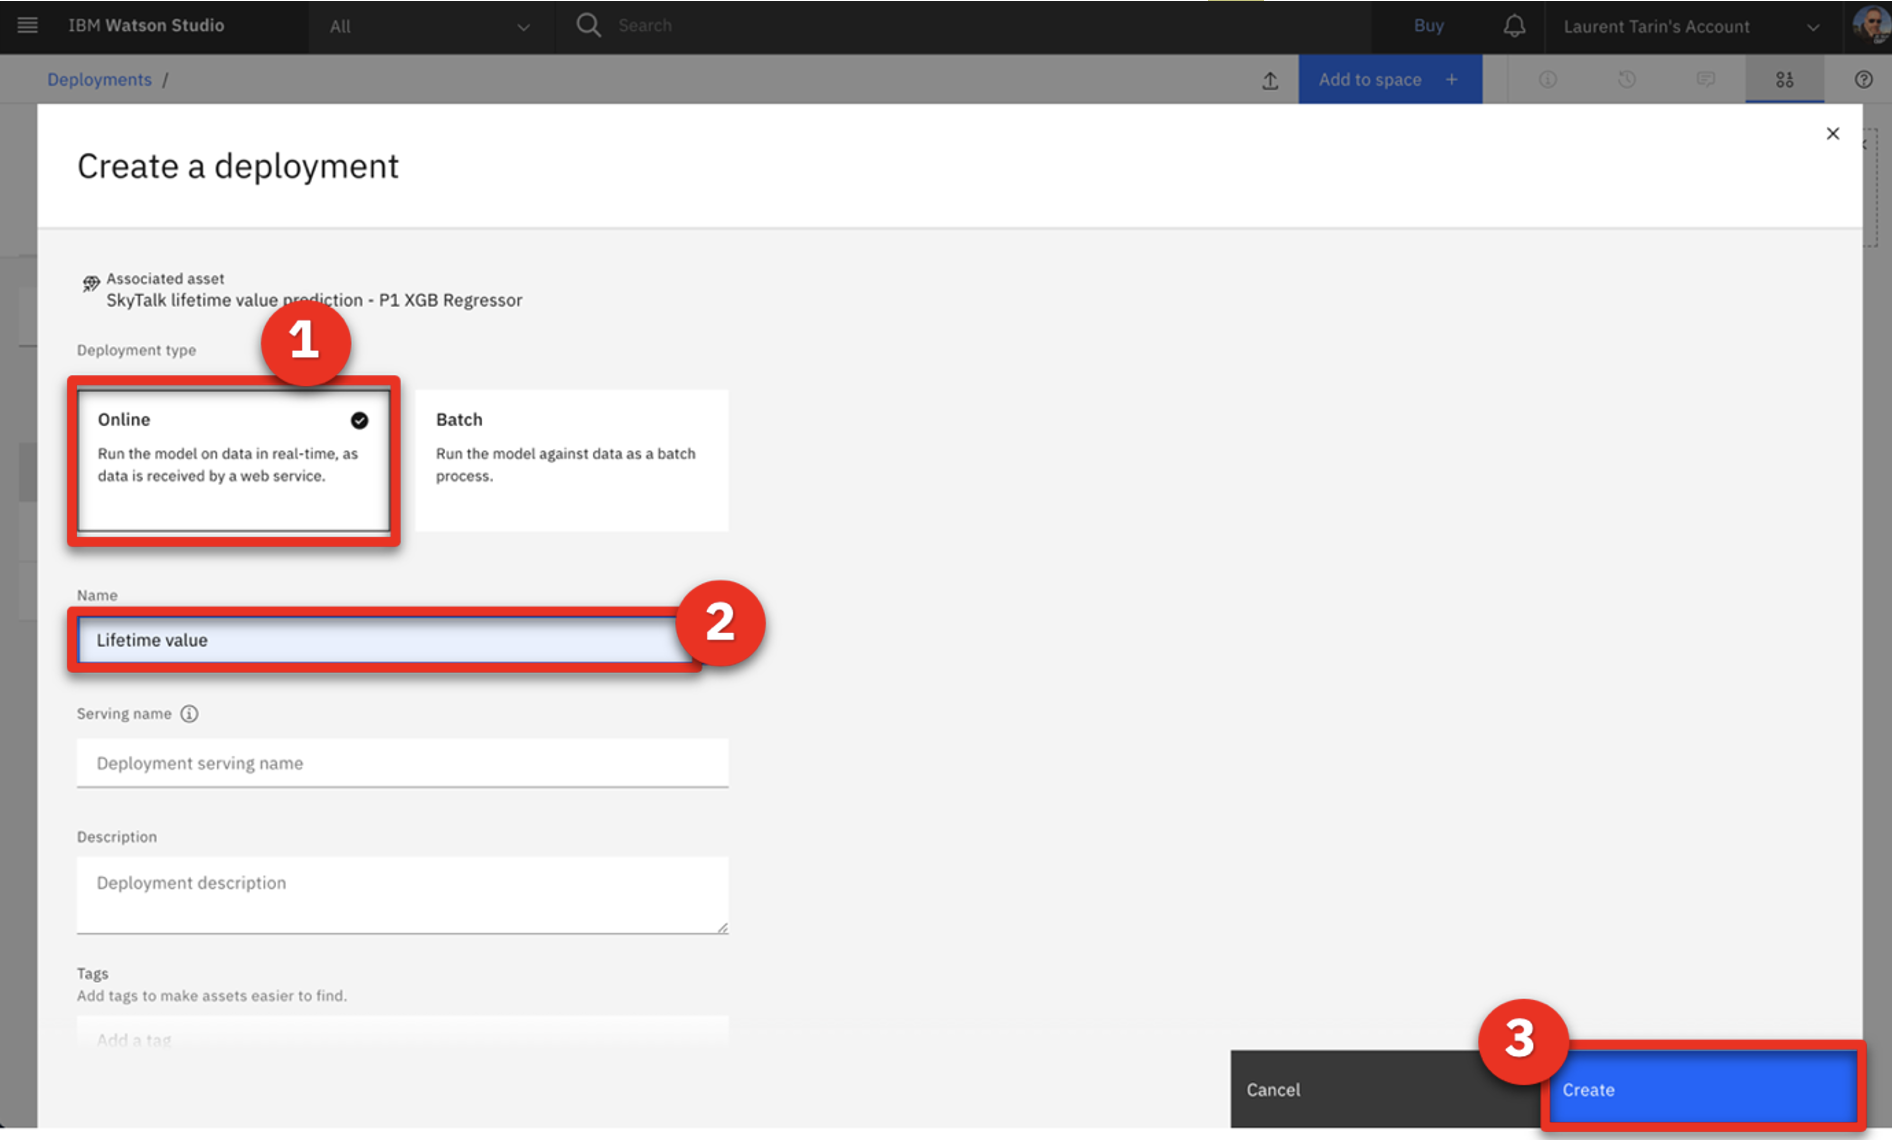 IBM Watson Studio
All
Search
Buy
Laurent Tarin's Account
Deployments /
Add to space +
Create a deployment
Associated asset
SkyTalk lifetime value prediction - P1 XGB Regressor
1
Deployment type
Online
Run the model on data in real-time, as
data is received by a web service.
Batch
Run the model against data as a batch
process.
Name
Lifetime value
2
Serving name
Deployment serving name
Description
Deployment description
Tags
Add tags to make assets easier to find.
Add a tag
3
Cancel
Create